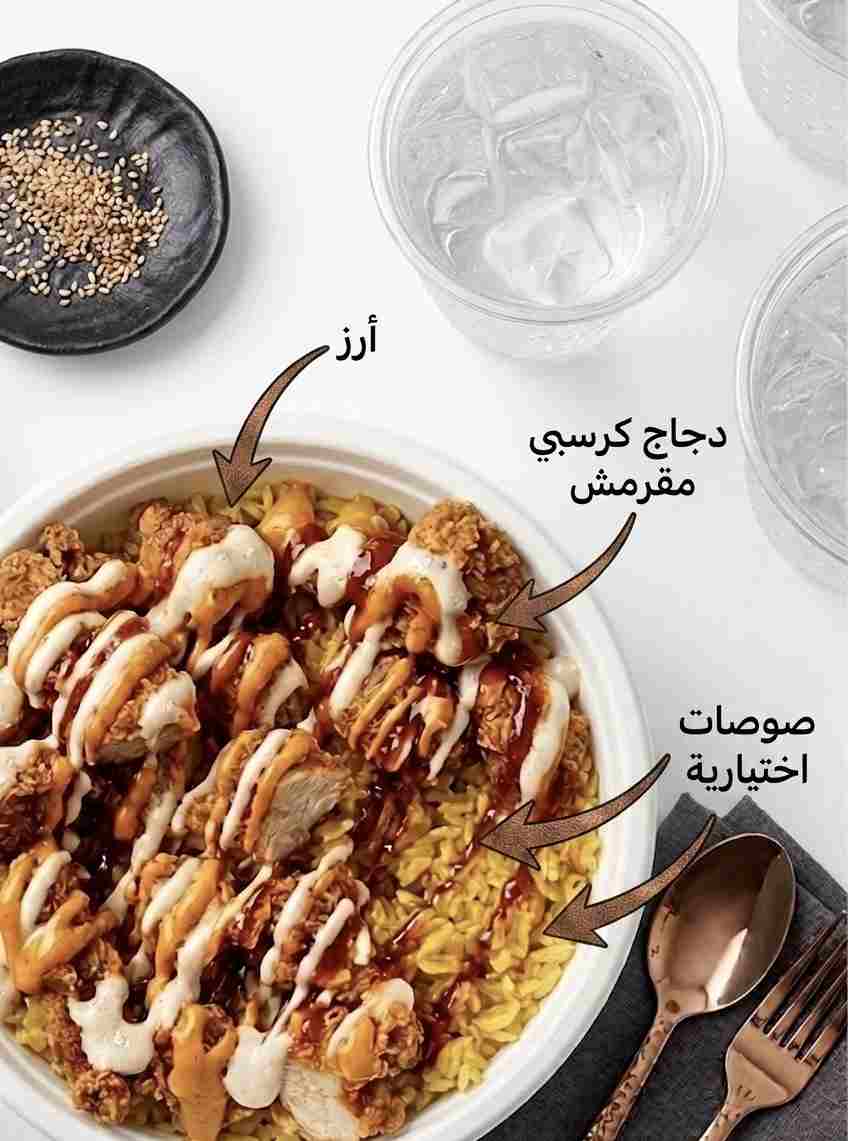 أرز
دجاج كرسبي
مقرمش
صوصات
اختيارية